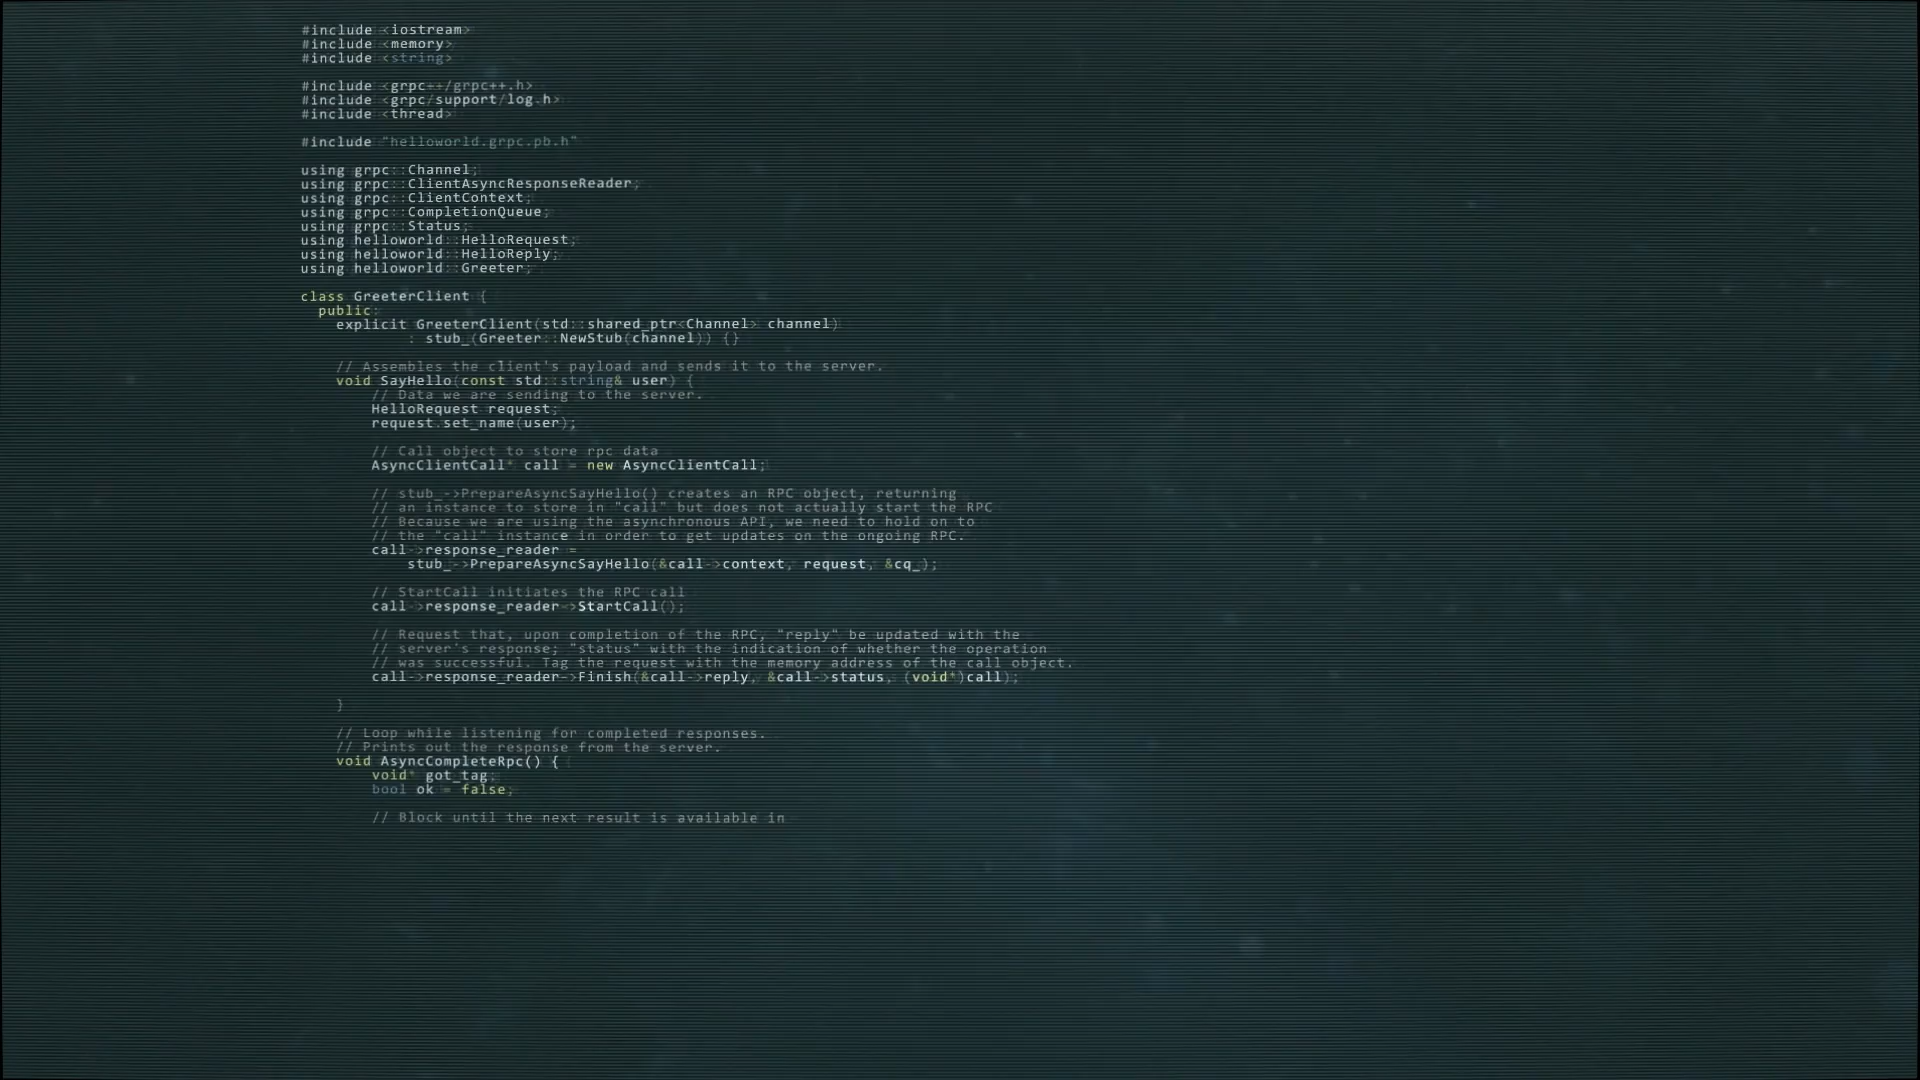 #include <iostream>
#include <memory>
#include <string>
#include <grpc++/grpc++.h>
#include <grpc/support/log.h>
#include <thread>
#include "helloworld.grpc.pb.h"
using grpc::Channel;
using grpc::ClientAsyncResponseReader;
using grpc::ClientContext;
using grpc::CompletionQueue;
using grpc::Status;
using helloworld::HelloRequest;
using helloworld::HelloReply;
using helloworld::Greeter;
class GreeterClient {
public:
explicit GreeterClient(std::shared_ptr<Channel> channel)
: stub_(Greeter::NewStub(channel)) {}
// Assembles the client's payload and sends it to the server.
void SayHello(const std::string& user) {
// Data we are sending to the server.
HelloRequest request;
request.set_name(user);
// Call object to store rpc data
AsyncClientCall* call = new AsyncClientCall;
// stub_->PrepareAsyncSayHello() creates an RPC object, returning
// an instance to store in "call" but does not actually start the RPC
// Because we are using the asynchronous API, we need to hold on to
// the "call" instance in order to get updates on the ongoing RPC.
call->response_reader =
stub_->PrepareAsyncSayHello(&call->context, request, &cq_);
// StartCall initiates the RPC call
call->response_reader->StartCall();
// Request that, upon completion of the RPC, "reply" be updated with the
// server's response; "status" with the indication of whether the operation
// was successful. Tag the request with the memory address of the call object.
call->response_reader->Finish(&call->reply, &call->status, (void*)call);
}
// Loop while listening for completed responses.
// Prints out the response from the server.
void AsyncCompleteRpc() {
void* got_tag;
bool ok = false;
// Block until the next result is available in